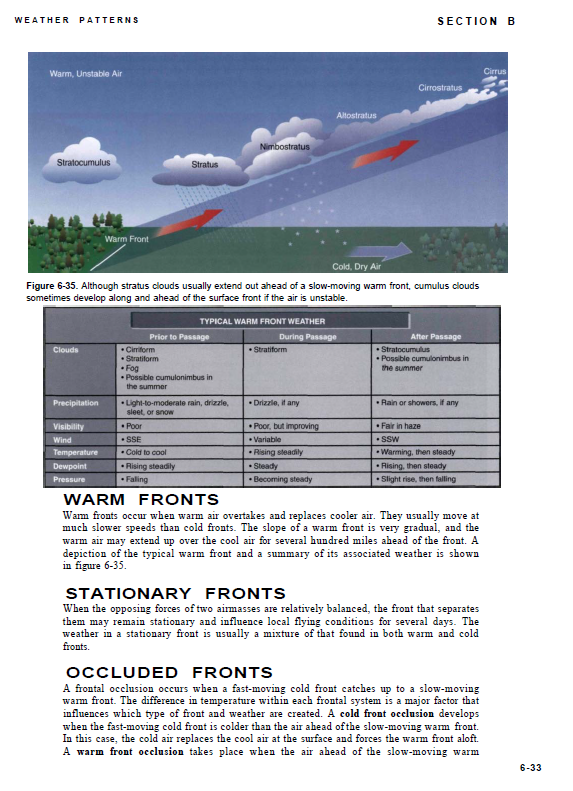 WEATHER PATTERNS
SECTION B
Warm, Unstable Air
Cirrus
Cirrostratus
Altostratus
Nimbostratus
Stratocumulus
Stratus
Warm Front
Cold, Dry Air
Figure 6-35. Although stratus clouds usually extend out ahead of a slow-moving warm front, cumulus clouds
sometimes develop along and ahead of the surface front if the air is unstable.
TYPICAL WARM FRONT WEATHER
Prior to Passage During Passage After Passage
Clouds • Cirriform • Stratiform • Stratocumulus
• Stratiform • Possible cumulonimbus in
• Fog the summer
• Possible cumulonimbus in
the summer
Precipitation • Light-to-moderate rain, drizzle, • Drizzle, if any • Rain or showers, if any
sleet, or snow
Visibility • Poor • Poor, but improving • Fair in haze
Wind • SSE • Variable • SSW
Temperature • Cold to cool • Rising steadily • Warming, then steady
Dewpoint • Rising steadily • Steady • Rising, then steady
Pressure • Falling • Becoming steady • Slight rise, then falling
WARM FRONTS
Warm fronts occur when warm air overtakes and replaces cooler air. They usually move at
much slower speeds than cold fronts. The slope of a warm front is very gradual, and the
warm air may extend up over the cool air for several hundred miles ahead of the front. A
depiction of the typical warm front and a summary of its associated weather is shown
in figure 6-35.
STATIONARY FRONTS
When the opposing forces of two airmasses are relatively balanced, the front that separates
them may remain stationary and influence local flying conditions for several days. The
weather in a stationary front is usually a mixture of that found in both warm and cold
fronts.
OCCLUDED FRONTS
A frontal occlusion occurs when a fast-moving cold front catches up to a slow-moving
warm front. The difference in temperature within each frontal system is a major factor that
influences which type of front and weather are created. A cold front occlusion develops
when the fast-moving cold front is colder than the air ahead of the slow-moving warm front.
In this case, the cold air replaces the cool air at the surface and forces the warm front aloft.
A warm front occlusion takes place when the air ahead of the slow-moving warm
6-33